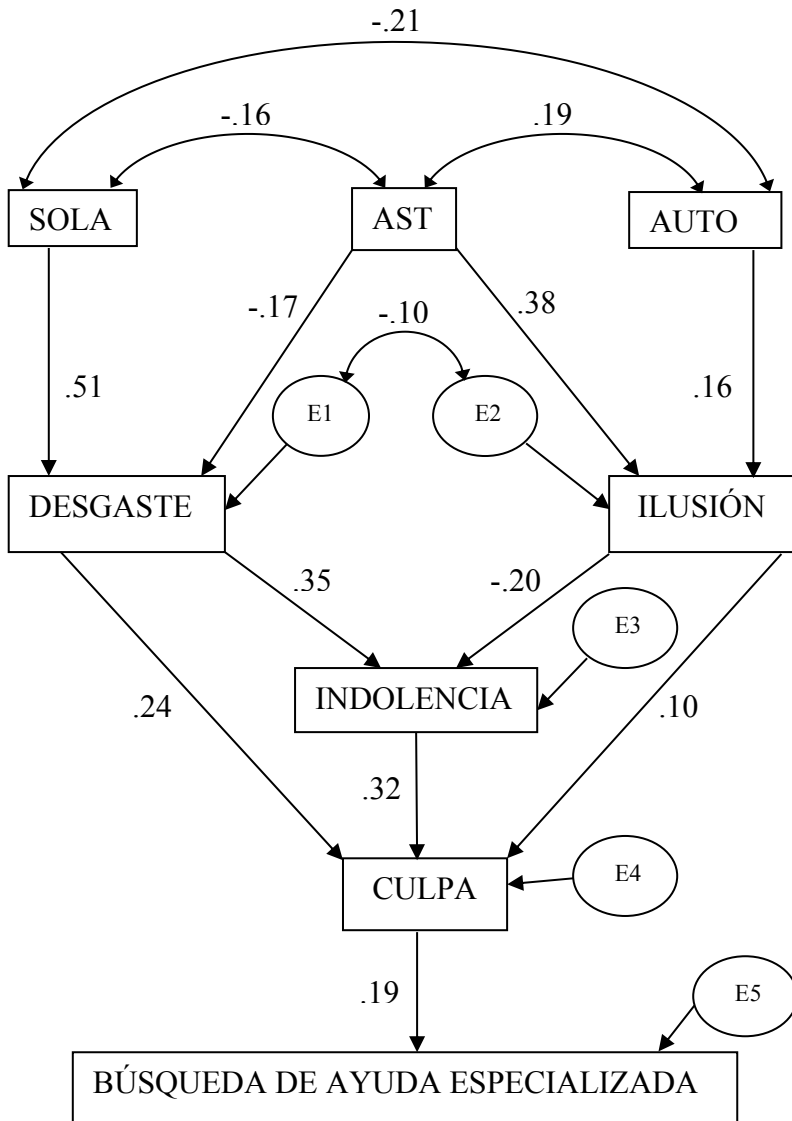 -.21
-.16
.19
SOLA
AST
AUTO
-.17
-.10
.38
.51
E1
E2
.16
DESGASTE
ILUSIÓN
.35
-.20
E3
INDOLENCIA
.24
.10
.32
CULPA
E4
.19
E5
BÚSQUEDA DE AYUDA ESPECIALIZADA